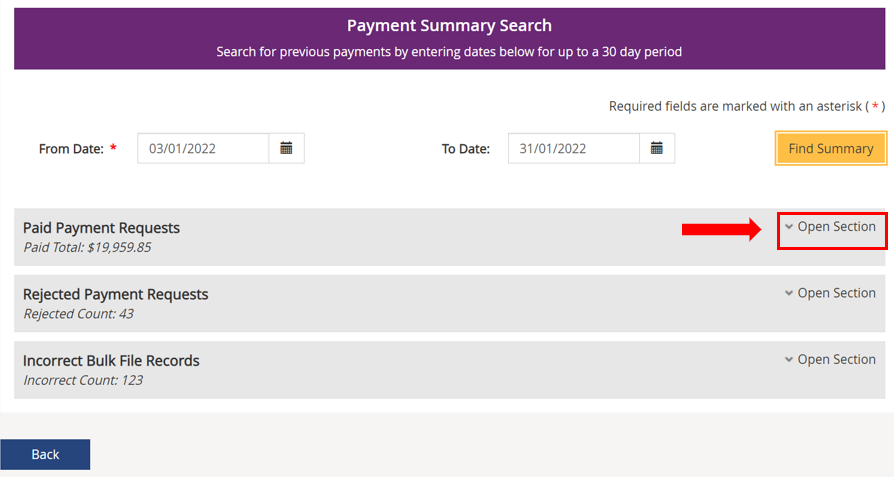 Payment Summary Search
Search for previous payments by entering dates below for up to a 30 day period
Required fields are marked with an asterisk ( * )
From Date: * 03/01/2022 To Date: 31/01/2022 Find Summary
Paid Payment Requests Open Section
Paid Total: $19,959.85
Rejected Payment Requests Open Section
Rejected Count: 43
Incorrect Bulk File Records Open Section
Incorrect Count: 123
Back